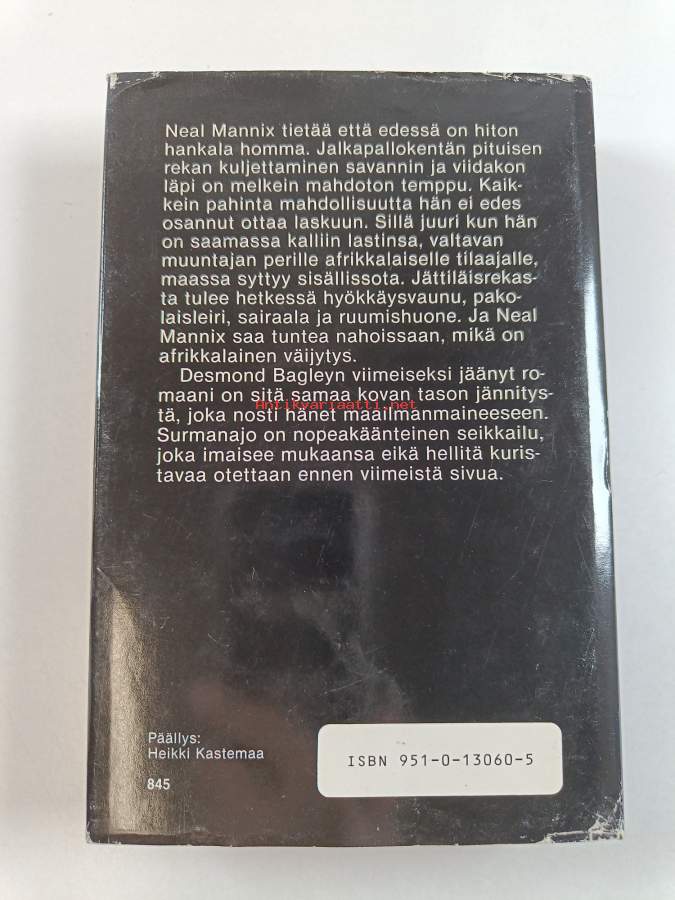 Neal Mannix tietää että edessä on hiton
hankala homma. Jalkapallokentän pituisen
rekan kuljettaminen savannin ja viidakon
läpi on melkein mahdoton temppu. Kaik-
kein pahinta mahdollisuutta hän ei edes
osannut ottaa laskuun. Sillä juuri kun hän
on saamassa kalliin lastinsa, valtavan
muuntajan perille afrikkalaiselle tilaajalle,
maassa syttyy sisällissota. Jättiläisrekas-
ta tulee hetkessä hyökkäysvaunu, pako-
laisleiri, sairaala ja ruumishuone. Ja Neal
Mannix saa tuntea nahoissaan, mikä on
afrikkalainen väijytys.
Desmond Bagleyn viimeiseksi jäänyt ro-
maani on sitä samaa kovan tason jännitys-
tä, joka nosti hänet maailmanmaineeseen.
Antikvariaatti.net
Surmanajo on nopeakäänteinen seikkailu,
joka imaisee mukaansa eikä hellitä kuris-
tavaa otettaan ennen viimeistä sivua.
Päällys:
Heikki Kastemaa
845
ISBN 951-0-13060-5